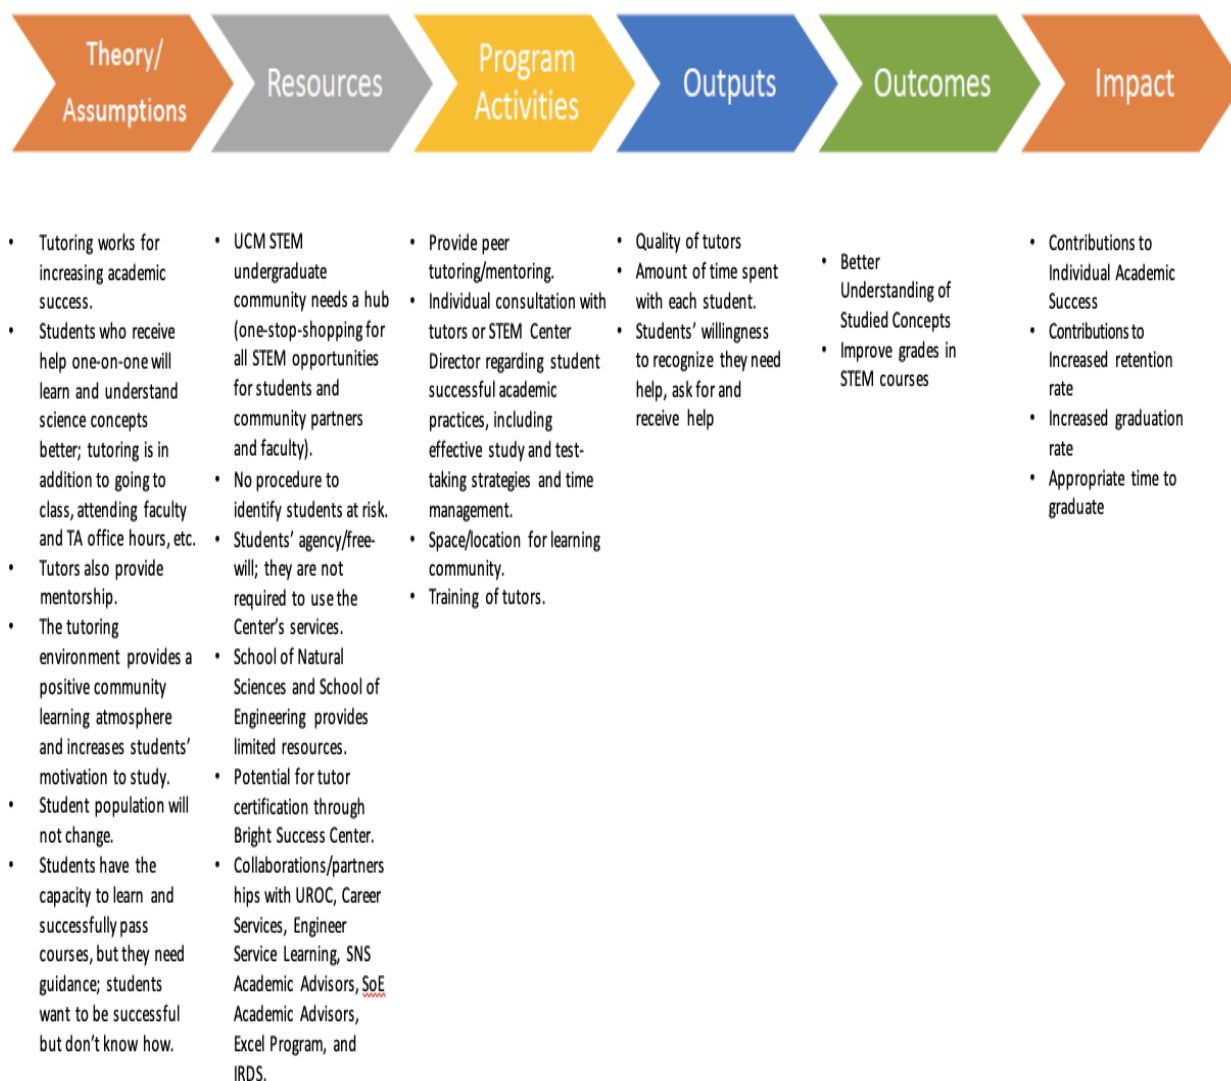 Theory/
Assumptions
Resources
Program
Activities
Outputs
Outcomes
Impact
• Tutoring works for
increasing academic
success.
• Students who receive
help one-on-one will
learn and understand
science concepts
better; tutoring is in
addition to going to
class, attending faculty
and TA office hours, etc.
• Tutors also provide
mentorship.
• The tutoring
environment provides a
positive community
learning atmosphere
and increases students’
motivation to study.
• Student population will
not change.
• Students have the
capacity to learn and
successfully pass
courses, but they need
guidance; students
want to be successful
but don’t know how.
• UCM STEM
undergraduate
community needs a hub
(one-stop-shopping for
all STEM opportunities
for students and
community partners
and faculty).
• No procedure to
identify students at risk.
• Students’ agency/free-
will; they are not
required to use the
Center’s services.
• School of Natural
Sciences and School of
Engineering provides
limited resources.
• Potential for tutor
certification through
Bright Success Center.
• Collaborations/partners
hips with UROC, Career
Services, Engineer
Service Learning, SNS
Academic Advisors, SoE
Academic Advisors,
Excel Program, and
IRDS.
• Provide peer
tutoring/mentoring.
• Individual consultation with
tutors or STEM Center
Director regarding student
successful academic
practices, including
effective study and test-
taking strategies and time
management.
• Space/location for learning
community.
• Training of tutors.
• Quality of tutors
• Amount of time spent
with each student.
• Students’ willingness
to recognize they need
help, ask for and
receive help
• Better
Understanding of
Studied Concepts
• Improve grades in
STEM courses
• Contributions to
Individual Academic
Success
• Contributions to
Increased retention
rate
• Increased graduation
rate
• Appropriate time to
graduate